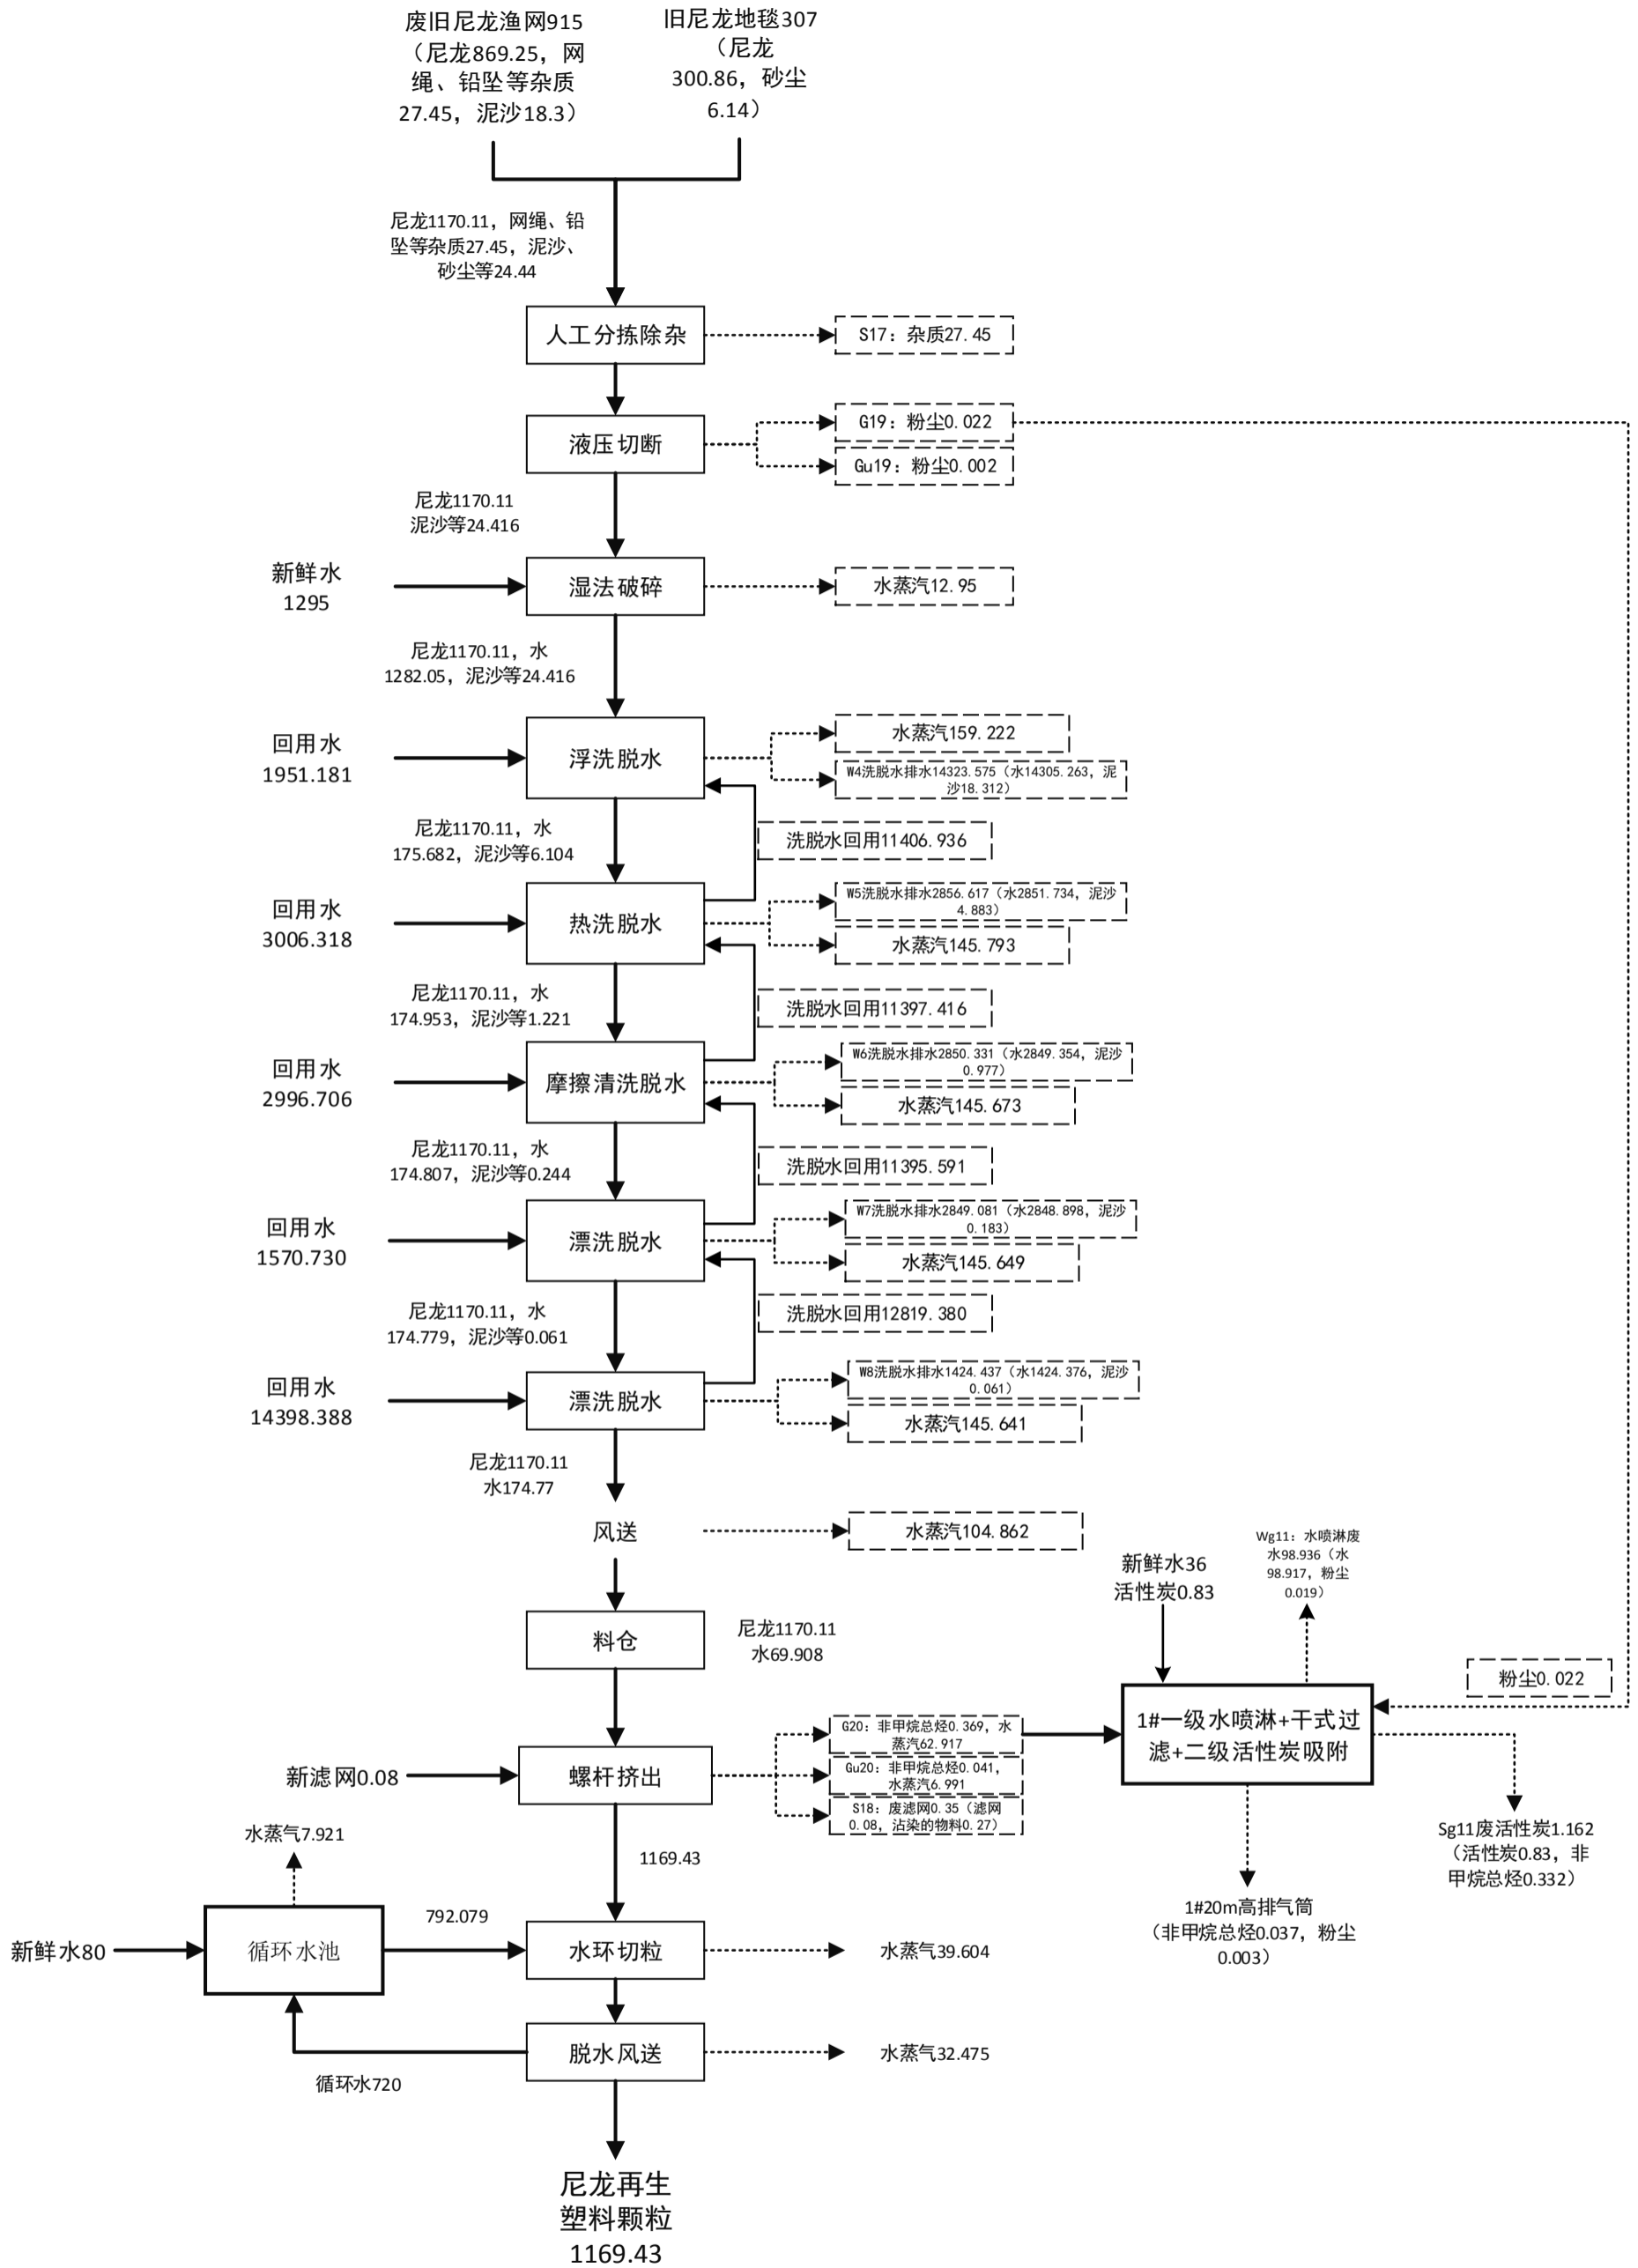 废旧尼龙渔网915
（尼龙869.25，网
绳、铅坠等杂质
27.45，泥沙18.3）
旧尼龙地毯307
（尼龙
300.86，砂尘
6.14）
尼龙1170.11，网绳、铅
坠等杂质27.45，泥沙、
砂尘等24.44
人工分拣除杂
S17：杂质27.45
液压切断
G19：粉尘0.022
Gu19：粉尘0.002
尼龙1170.11
泥沙等24.416
新鲜水
1295
湿法破碎
水蒸汽12.95
尼龙1170.11，水
1282.05，泥沙等24.416
回用水
1951.181
浮洗脱水
水蒸汽159.222
W4洗脱水排水14323.575（水14305.263，泥
沙18.312）
尼龙1170.11，水
175.682，泥沙等6.104
洗脱水回用11406.936
回用水
3006.318
热洗脱水
W5洗脱水排水2856.617（水2851.734，泥沙
4.883）
水蒸汽145.793
尼龙1170.11，水
174.953，泥沙等1.221
洗脱水回用11397.416
回用水
2996.706
摩擦清洗脱水
W6洗脱水排水2850.331（水2849.354，泥沙
0.977）
水蒸汽145.673
尼龙1170.11，水
174.807，泥沙等0.244
洗脱水回用11395.591
回用水
1570.730
漂洗脱水
W7洗脱水排水2849.081（水2848.898，泥沙
0.183）
水蒸汽145.649
尼龙1170.11，水
174.779，泥沙等0.061
洗脱水回用12819.380
回用水
14398.388
漂洗脱水
W8洗脱水排水1424.437（水1424.376，泥沙
0.061）
水蒸汽145.641
尼龙1170.11
水174.77
风送
水蒸汽104.862
料仓
尼龙1170.11
水69.908
新鲜水36
活性炭0.83
Wg11：水喷淋废
水98.936（水
98.917，粉尘
0.019）
粉尘0.022
1#一级水喷淋+干式过
滤+二级活性炭吸附
新滤网0.08
螺杆挤出
G20：非甲烷总烃0.369，水
蒸汽62.917
Gu20：非甲烷总烃0.041，
水蒸汽6.991
S18：废滤网0.35（滤网
0.08，沾染的物料0.27）
Sg11废活性炭1.162
（活性炭0.83，非
甲烷总烃0.332）
1#20m高排气筒
（非甲烷总烃0.037，粉尘
0.003）
水蒸气7.921
1169.43
新鲜水80
循环水池
792.079
水环切粒
水蒸气39.604
脱水风送
水蒸气32.475
循环水720
尼龙再生
塑料颗粒
1169.43